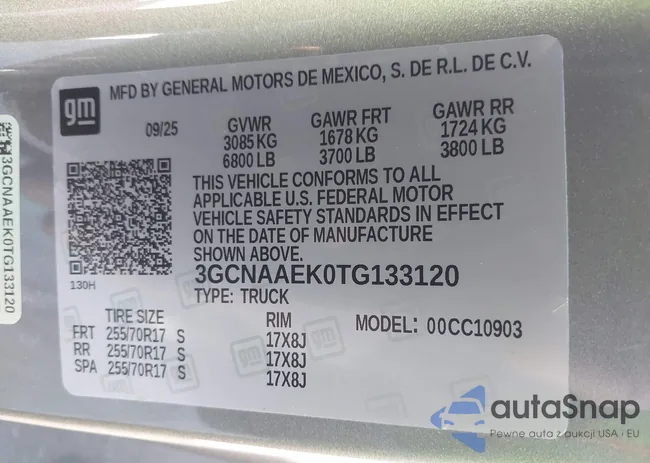 gm
MFD BY GENERAL MOTORS DE MEXICO, S. DE R.L. DE C.V.
09/25 GVWR GAWR FRT GAWR RR
3085 KG 1678 KG 1724 KG
6800 LB 3700 LB 3800 LB
THIS VEHICLE CONFORMS TO ALL
APPLICABLE U.S. FEDERAL MOTOR
VEHICLE SAFETY STANDARDS IN EFFECT
ON THE DATE OF MANUFACTURE
SHOWN ABOVE.
3GCNAAEK0TG133120
130H
TYPE: TRUCK
TIRE SIZE RIM MODEL: 00CC10903
FRT 255/70R17 S 17X8J
RR 255/70R17 S 17X8J
SPA 255/70R17 S 17X8J
3GCNAAEK0TG133120
autaSnap
Pewne auta z aukcji USA · EU